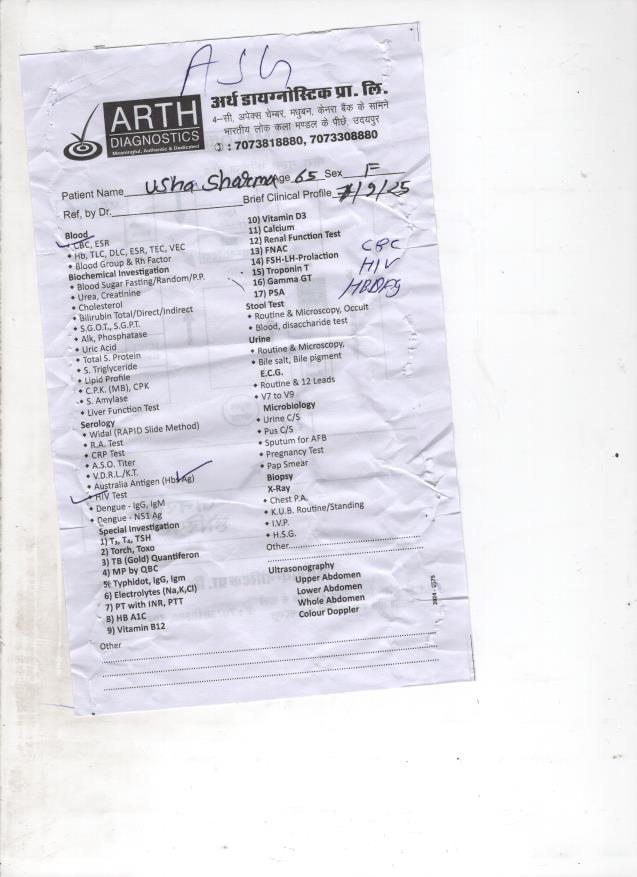 ASG
ARTH
DIAGNOSTICS
Meaningful, Authentic & Dedicated
अर्थ डायग्नोस्टिक प्रा. लि.
4-सी, अपेक्स चेम्बर, मधुबन, केनरा बैंक के सामने
भारतीय लोक कला मण्डल के पीछे, उदयपुर
: 7073818880, 7073308880
Patient Name Usha Sharma Age 65 Sex F
Ref, by Dr. Brief Clinical Profile 1/9/25
Blood
CBC, ESR
Hb, TLC, DLC, ESR, TEC, VEC
Blood Group & Rh Factor
Biochemical Investigation
Blood Sugar Fasting/Random/P.P.
Urea, Creatinine
Cholesterol
Bilirubin Total/Direct/Indirect
S.G.O.T., S.G.P.T.
Alk, Phosphatase
Uric Acid
Total S. Protein
S. Triglyceride
Lipid Profile
C.P.K. (MB), CPK
S. Amylase
Liver Function Test
Serology
Widal (RAPID Slide Method)
R.A. Test
CRP Test
A.S.O. Titer
V.D.R.L./K.T.
Australia Antigen (HbsAg)
HIV Test
Dengue - IgG, IgM
Dengue - NS1 Ag
Special Investigation
1) T3, T4, TSH
2) Torch, Toxo
3) TB (Gold) Quantiferon
4) MP by QBC
5) Typhidot, IgG, Igm
6) Electrolytes (Na,K,Cl)
7) PT with INR, PTT
8) HB A1C
9) Vitamin B12
10) Vitamin D3
11) Calcium
12) Renal Function Test
13) FNAC
14) FSH-LH-Prolaction
15) Troponin T
16) Gamma GT
17) PSA
CBC
HIV
HBsAg
Stool Test
Routine & Microscopy, Occult
Blood, disaccharide test
Urine
Routine & Microscopy,
Bile salt, Bile pigment
E.C.G.
Routine & 12 Leads
V7 to V9
Microbiology
Urine C/S
Pus C/S
Sputum for AFB
Pregnancy Test
Pap Smear
Biopsy
X-Ray
Chest P.A.
K.U.B. Routine/Standing
I.V.P.
H.S.G.
Other
Ultrasonography
Upper Abdomen
Lower Abdomen
Whole Abdomen
Colour Doppler
Other